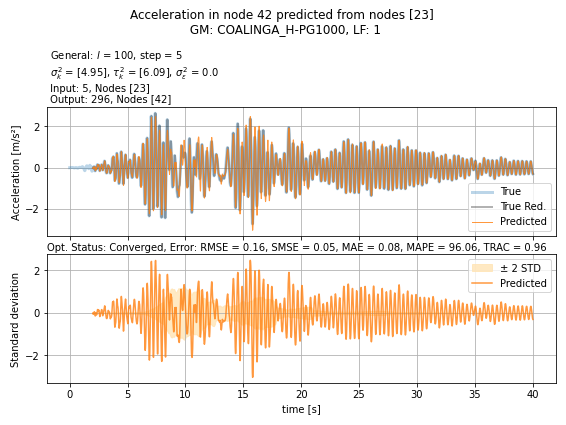 Acceleration in node 42 predicted from nodes [23]
GM: COALINGA_H-PG1000, LF: 1
General: l = 100, step = 5
σ²ₖ = [4.95], τ²ₖ = [6.09], σ²ε = 0.0
Input: 5, Nodes [23]
Output: 296, Nodes [42]
Acceleration [m/s²]
2
0
−2
True
True Red.
Predicted
Opt. Status: Converged, Error: RMSE = 0.16, SMSE = 0.05, MAE = 0.08, MAPE = 96.06, TRAC = 0.96
Standard deviation
2
0
−2
± 2 STD
Predicted
0 5 10 15 20 25 30 35 40
time [s]